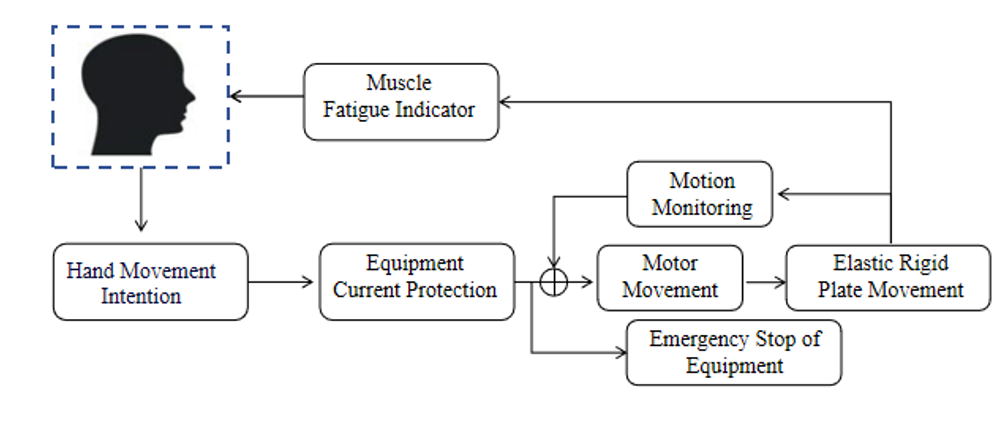 Muscle
Fatigue Indicator
Motion
Monitoring
Hand Movement
Intention
Equipment
Current Protection
Motor
Movement
Elastic Rigid
Plate Movement
Emergency Stop of
Equipment